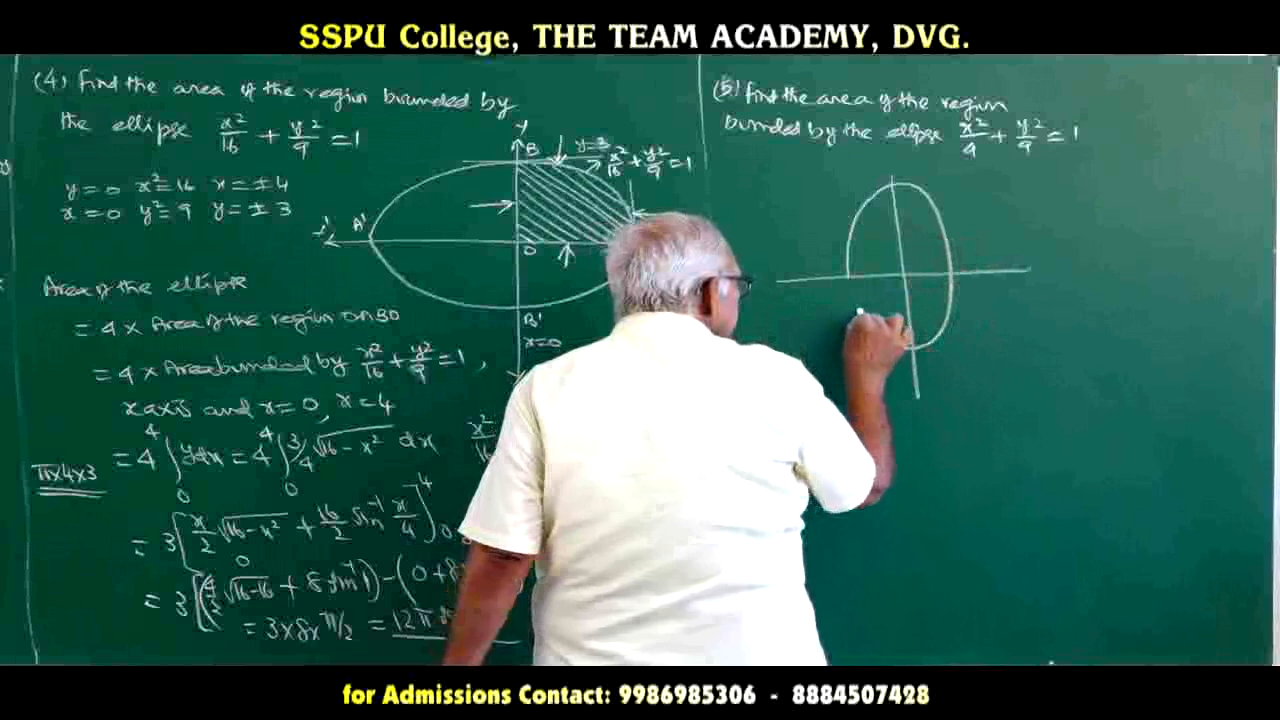 SSPU College, THE TEAM ACADEMY, DVG.
(4) Find the area of the region bounded by
the ellipse x²/16 + y²/9 = 1
y = 0 x² = 16 x = ± 4
x = 0 y² = 9 y = ± 3
Y
B
y = 3
x²/16 + y²/9 = 1
A'
O
B'
x = 0
Area of the ellipse
= 4 × Area of the region
= 4 × Area bounded by x²/16 + y²/9 = 1,
x axis and x = 0, x = 4
= 4 ∫₀⁴ y dx = 4 ∫₀⁴ 3/4 √16 - x² dx
x²/16
π×4×3
= 3 [x/2 √16 - x² + 16/2 sin⁻¹ x/4]₀⁴
0
= 3 [(4/2 √16-16 + 8 sin⁻¹ 1) - (0 +
= 3 × 8 × π/2 = 12π
(5) Find the area of the region
bounded by the ellipse x²/9 + y²/9 = 1
for Admissions Contact: 9986985306 - 8884507428